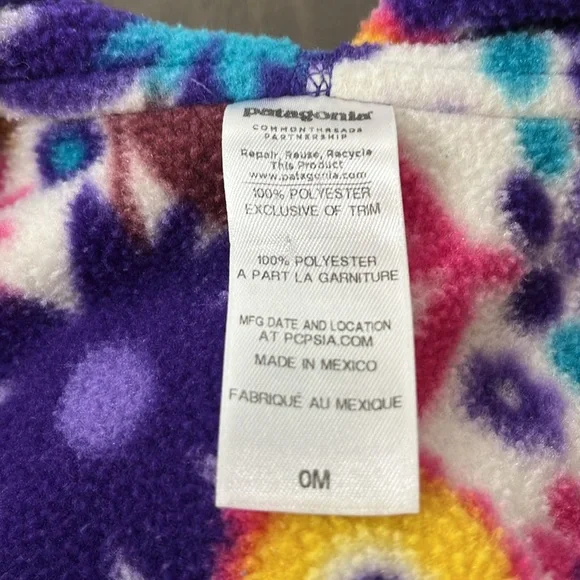 patagonia
COMMONTHREADS
PARTNERSHIP
Repair, Reuse, Recycle
This Product
www.patagonia.com
100% POLYESTER
EXCLUSIVE OF TRIM
100% POLYESTER
A PART LA GARNITURE
MFG DATE AND LOCATION
AT PCPSIA.COM
MADE IN MEXICO
FABRIQUÉ AU MEXIQUE
0M